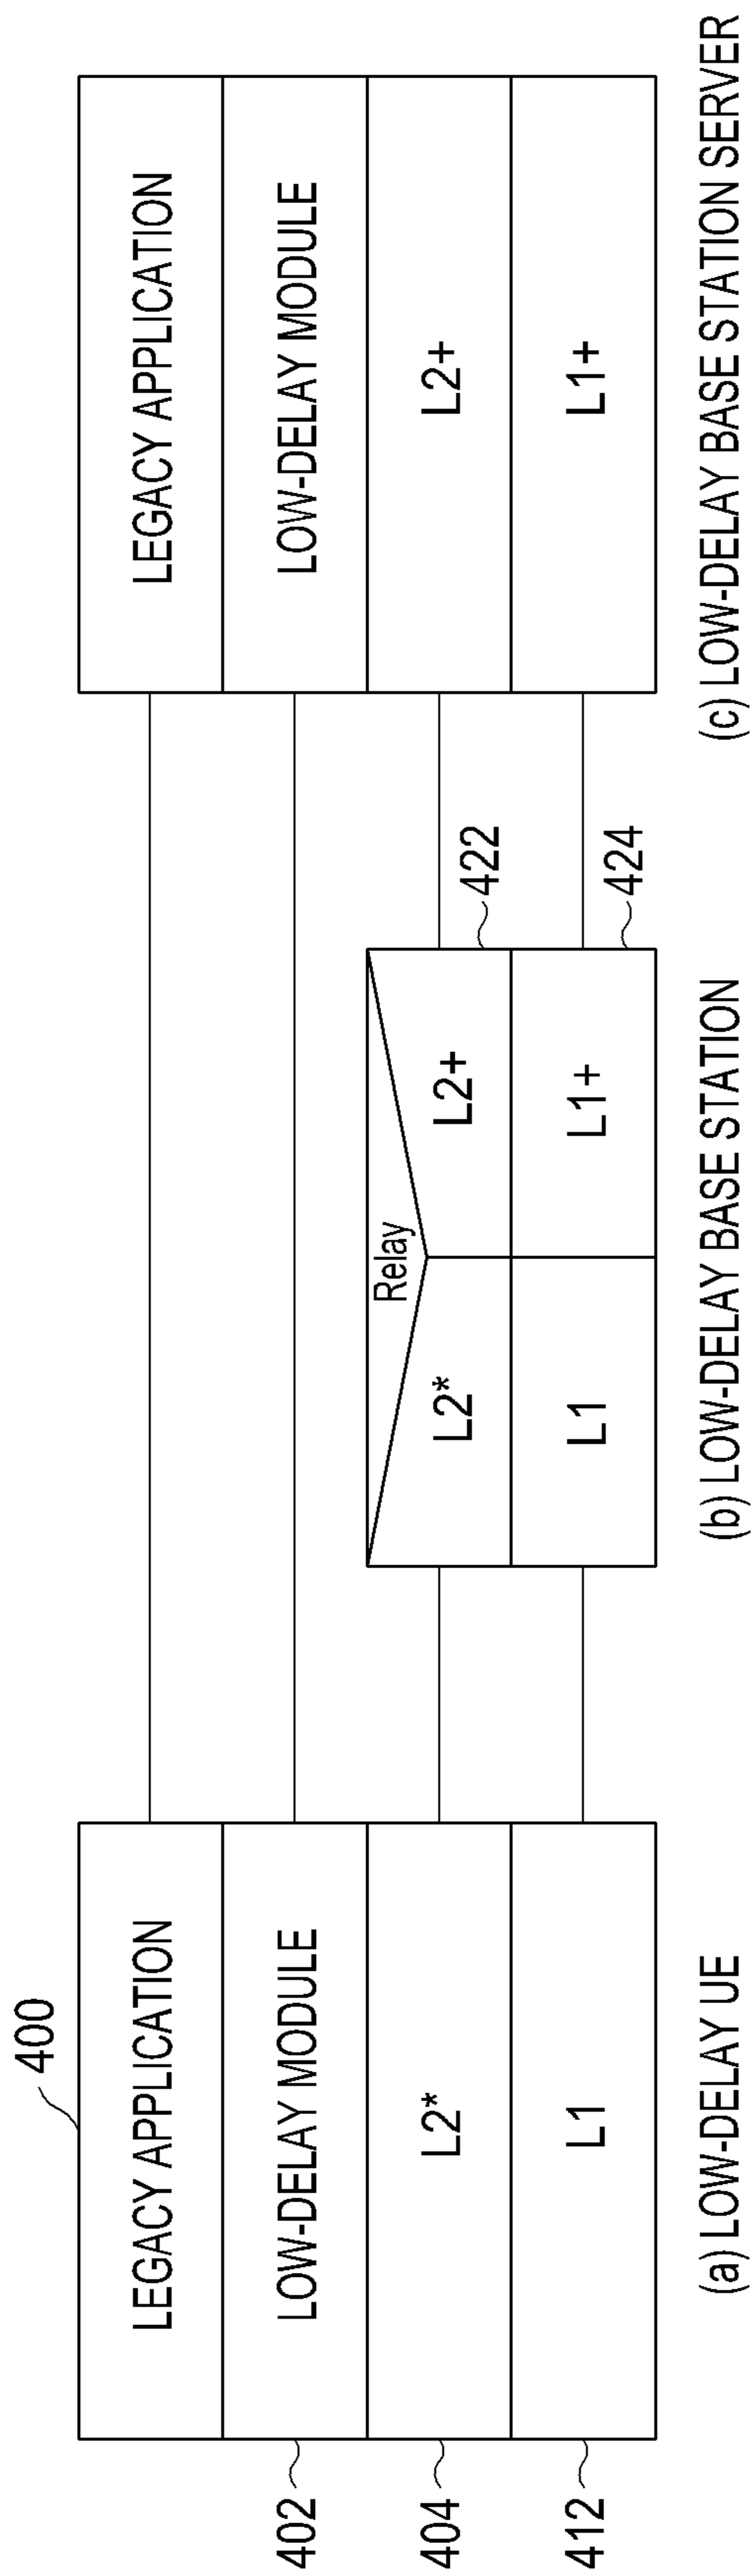 400
LEGACY APPLICATION
LEGACY APPLICATION
402
LOW-DELAY MODULE
LOW-DELAY MODULE
Relay
404
L2*
L2*
L2+
422
L2+
412
L1
L1
L1+
424
L1+
(a) LOW-DELAY UE
(b) LOW-DELAY BASE STATION
(c) LOW-DELAY BASE STATION SERVER